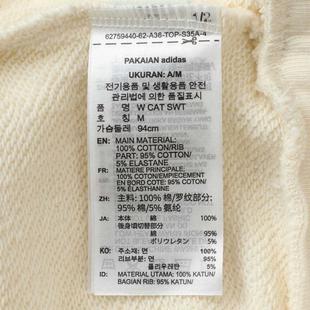 1/2
62759440-62-A36-TOP-S35A-a
PAKAIAN adidas
UKURAN: A/M
전기용품 및 생활용품 안전
관리법에 의한 품질표시
품 명 W CAT SWT
호 칭 M
가슴둘레 94cm
EN: MAIN MATERIAL:
100% COTTON/RIB
PART: 95% COTTON/
5% ELASTANE
FR: MATIERE PRINCIPALE:
100% COTON/EMPIECEMENT
EN BORD COTE: 95% COTON/
5% ELASTHANNE
ZH: 主料: 100% 棉/罗纹部分:
95% 棉/5% 氨纶
JA: 本体 綿 100%
後身頃切替部分
綿 95%
ポリウレタン 5%
KO: 주소재: 면 100%
리브부분: 면 95%
폴리우레탄 5%
ID: MATERIAL UTAMA: 100% KATUN/
BAGIAN RIB: 95% KATUN/